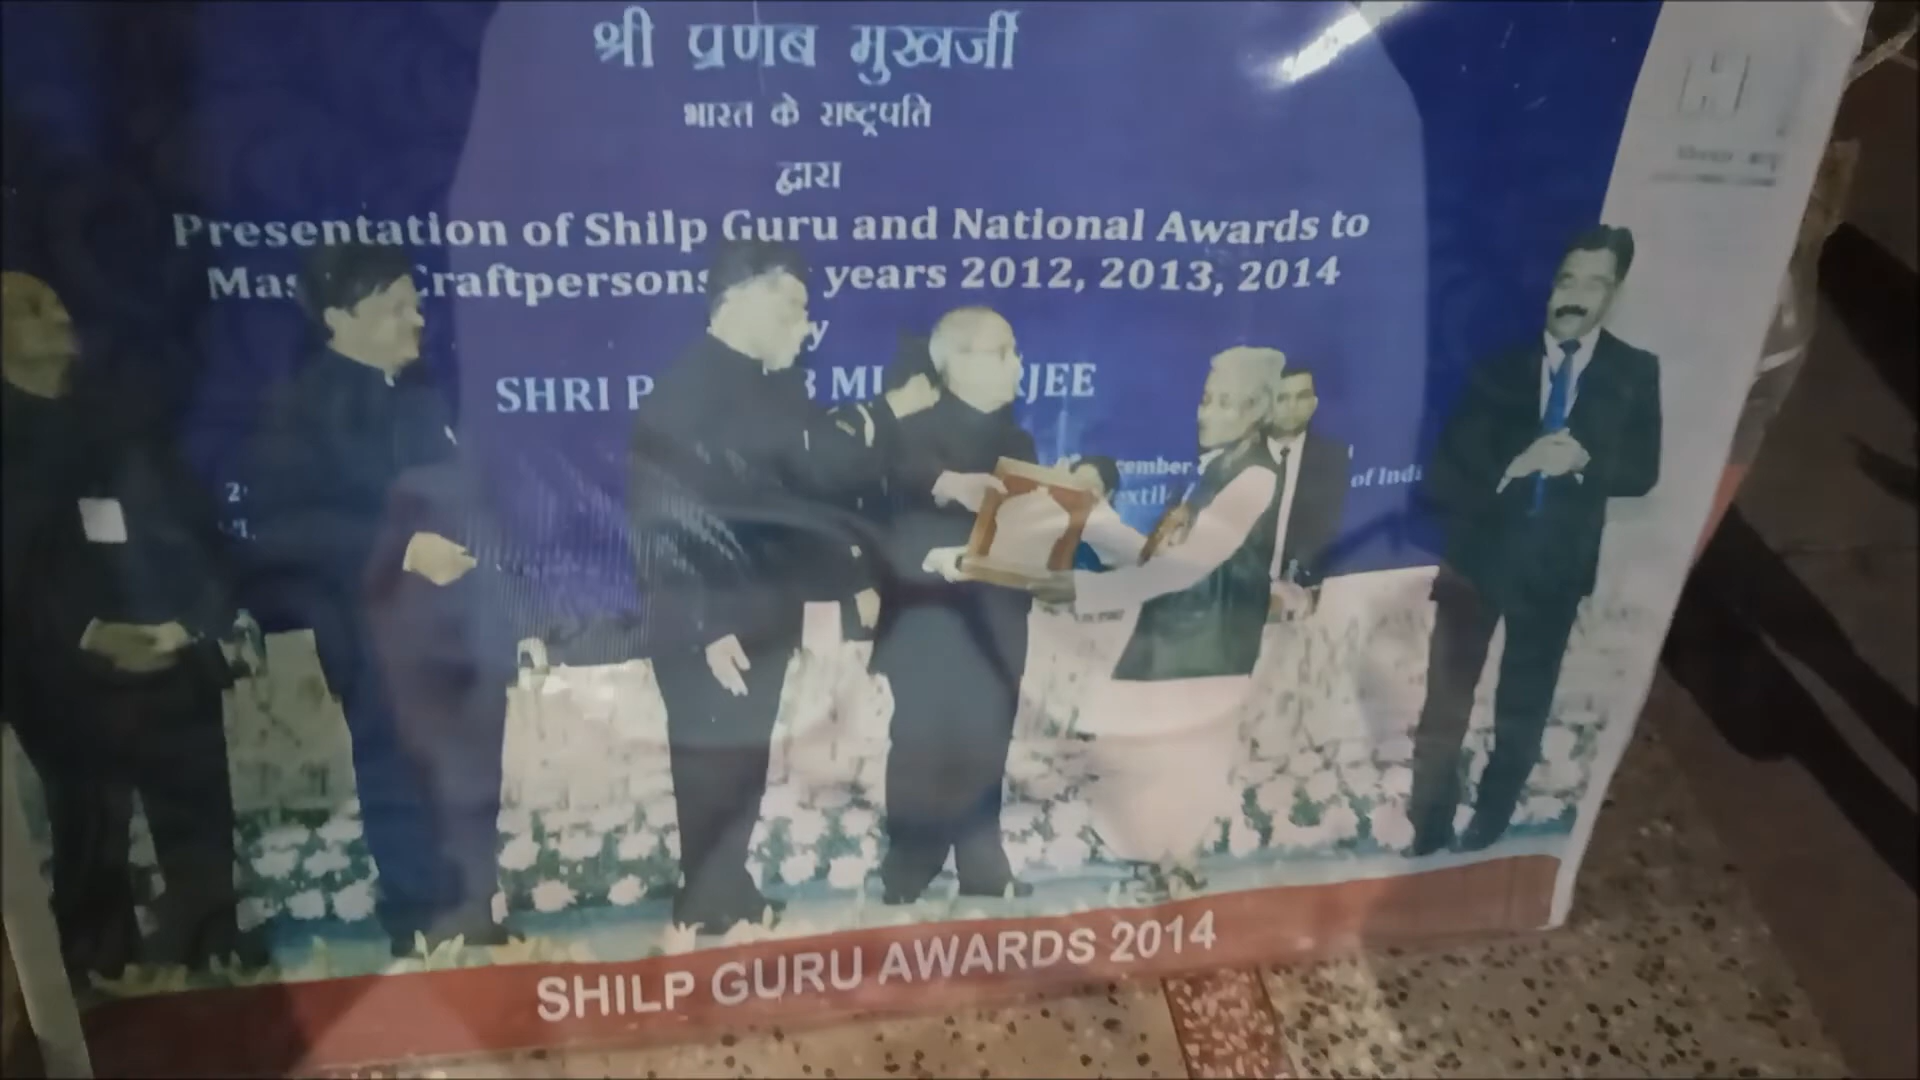 श्री प्रणब मुखर्जी
भारत के राष्ट्रपति
द्वारा
Presentation of Shilp Guru and National Awards to
Craftpersons years 2012, 2013, 2014
SHRI
of
SHILP GURU AWARDS 2014